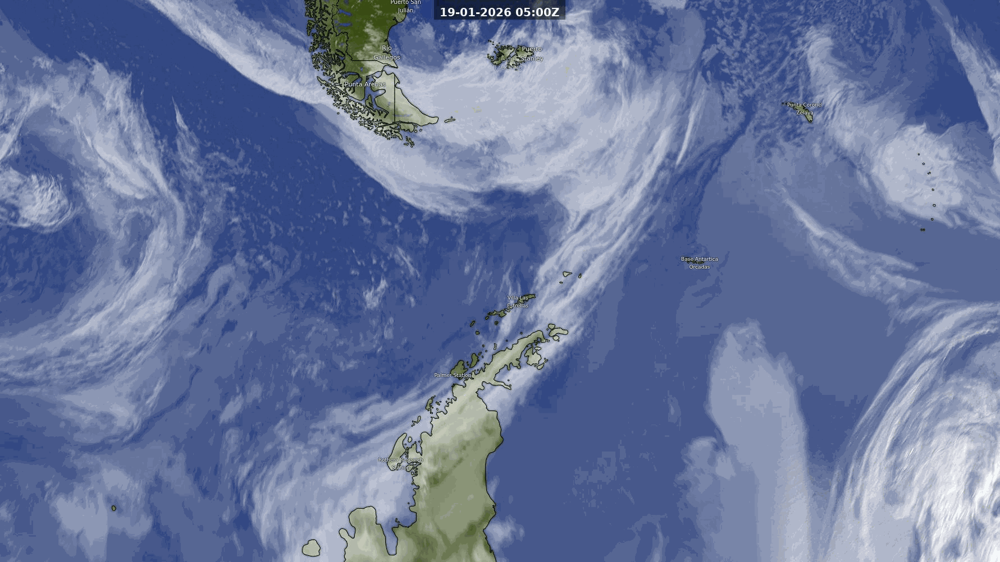 Puerto San
Julián
19-01-2026 05:00Z
Río
Gallegos
Puerto
Stanley
Punta Arenas
Punta Coronel
Zelaya
Base Antartica
Orcadas
Villa Las
Estrellas
Palmer Station
Rothera Research
Station